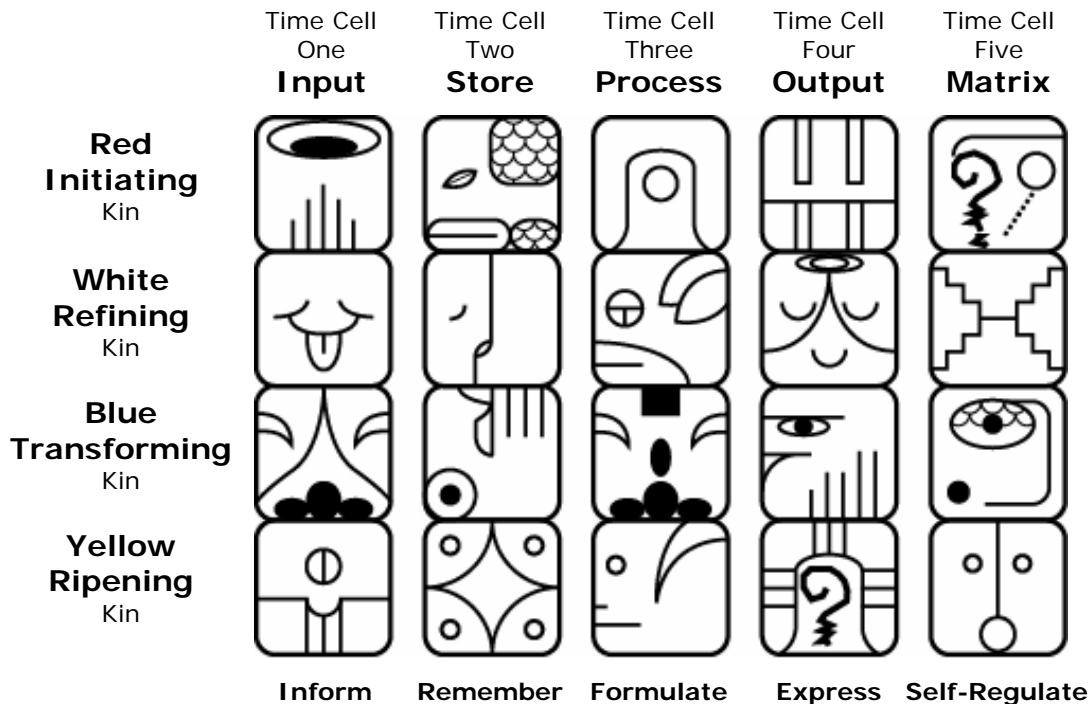 Time Cell
One
Input
Time Cell
Two
Store
Time Cell
Three
Process
Time Cell
Four
Output
Time Cell
Five
Matrix
Red
Initiating
Kin
White
Refining
Kin
Blue
Transforming
Kin
Yellow
Ripening
Kin
Inform
Remember
Formulate
Express
Self-Regulate